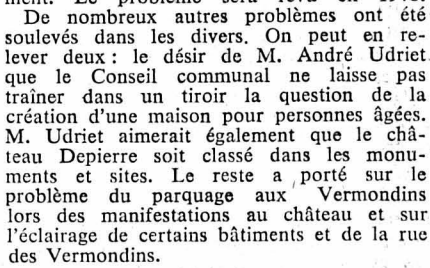 De nombreux autres problèmes ont été
soulevés dans les divers. On peut en re-
lever deux : le désir de M. André Udriet
que le Conseil communal ne laisse pas
traîner dans un tiroir la question de la
création d'une maison pour personnes âgées.
M. Udriet aimerait également que le châ-
teau Depierre soit classé dans les monu-
ments et sites. Le reste a porté sur le
problème du parquage aux Vermondins
lors des manifestations au château et sur
l'éclairage de certains bâtiments et de la rue
des Vermondins.